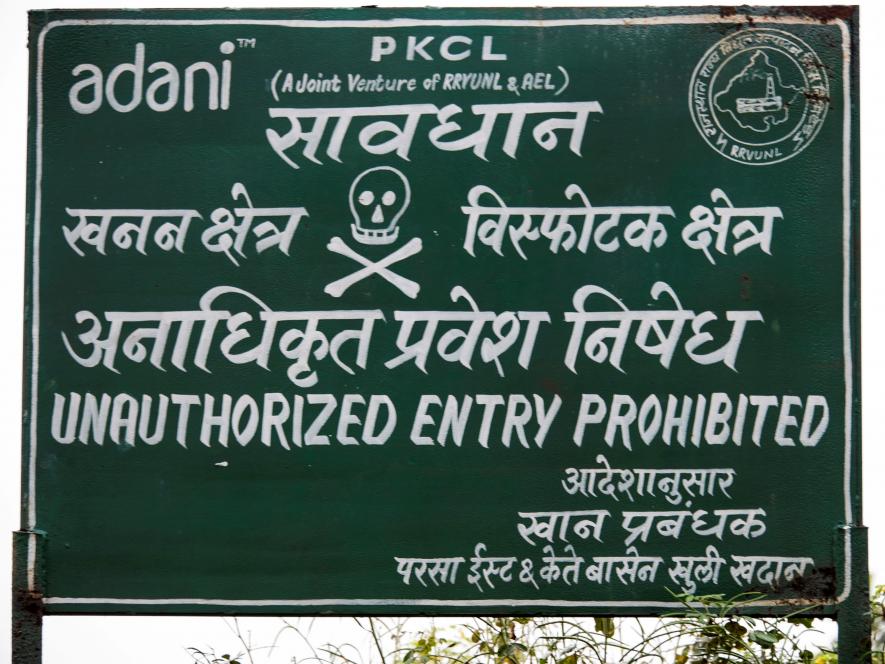 adani™
PKCL
(A Joint Venture of RRYUNL & AEL)
सावधान
खनन क्षेत्र विस्फोटक क्षेत्र
अनाधिकृत प्रवेश निषेध
UNAUTHORIZED ENTRY PROHIBITED
आदेशानुसार
खान प्रबंधक
परसा ईस्ट & केते बासेन खुली खदान
RRVUNL